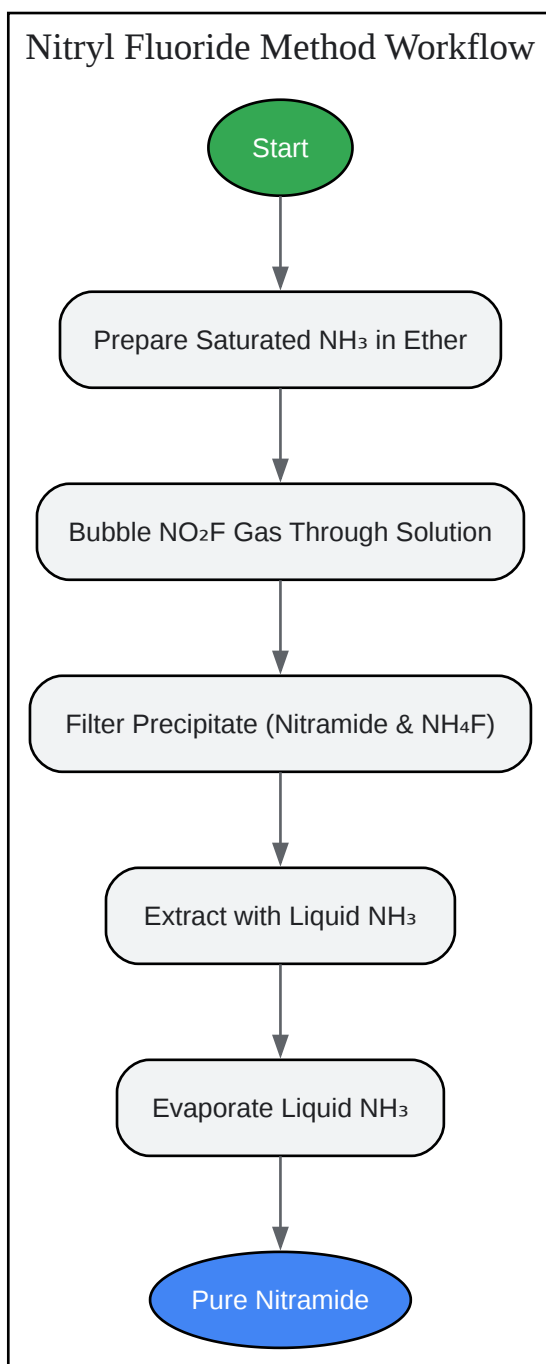 Nitryl Fluoride Method Workflow
Start
Prepare Saturated NH₃ in Ether
Bubble NO₂F Gas Through Solution
Filter Precipitate (Nitramide & NH₄F)
Extract with Liquid NH₃
Evaporate Liquid NH₃
Pure Nitramide